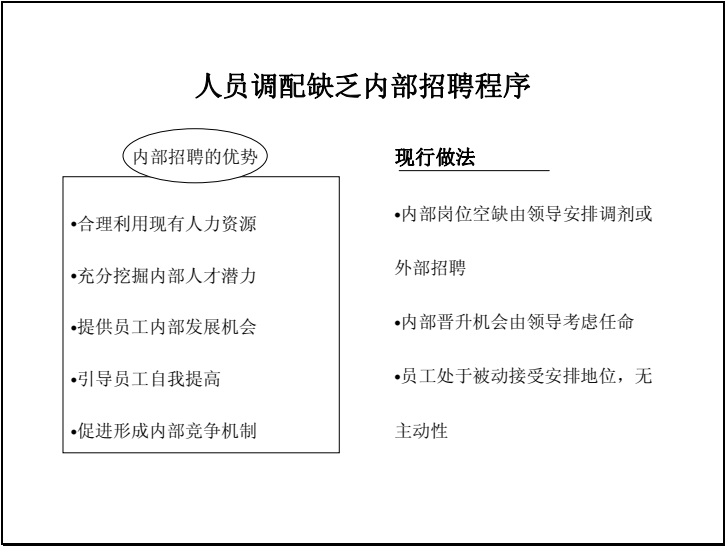 人员调配缺乏内部招聘程序
内部招聘的优势
•合理利用现有人力资源
•充分挖掘内部人才潜力
•提供员工内部发展机会
•引导员工自我提高
•促进形成内部竞争机制
现行做法
•内部岗位空缺由领导安排调剂或
外部招聘
•内部晋升机会由领导考虑任命
•员工处于被动接受安排地位，无
主动性